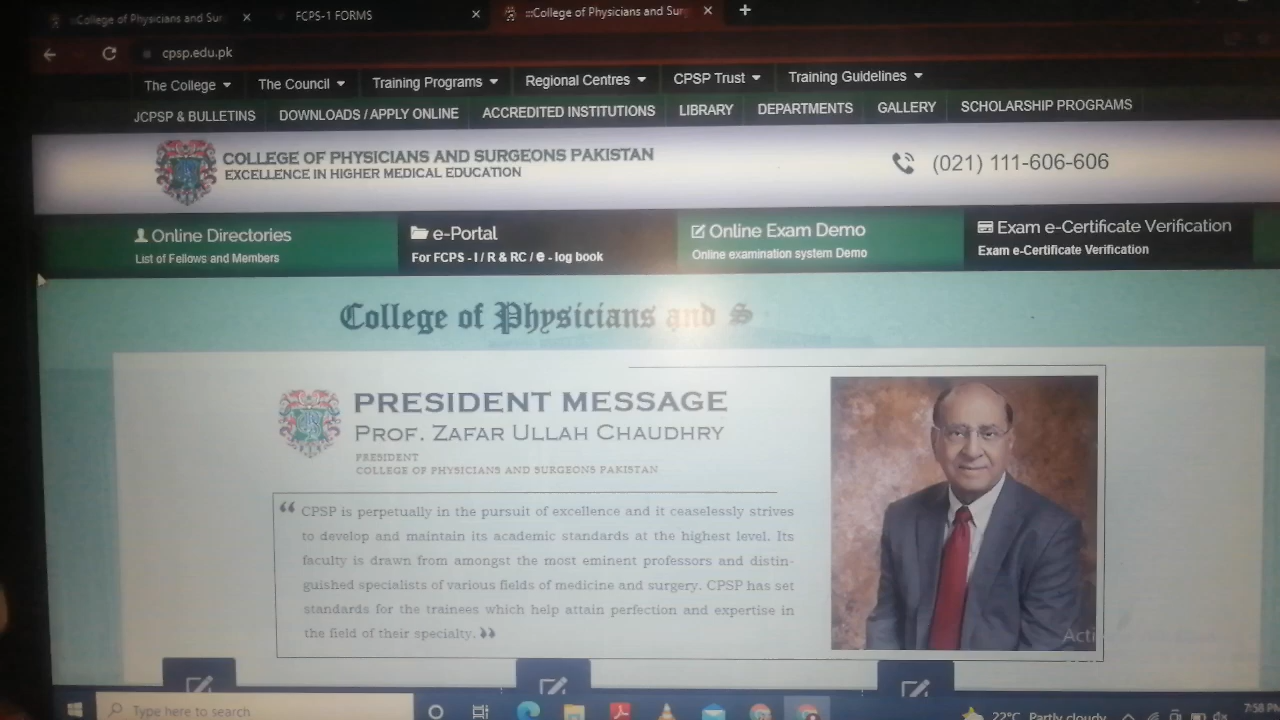 College of Physicians and Sur
FCPS-1 FORMS
:::College of Physicians and Sur
cpsp.edu.pk
The College
The Council
Training Programs
Regional Centres
CPSP Trust
Training Guidelines
JCPSP & BULLETINS
DOWNLOADS / APPLY ONLINE
ACCREDITED INSTITUTIONS
LIBRARY
DEPARTMENTS
GALLERY
SCHOLARSHIP PROGRAMS
COLLEGE OF PHYSICIANS AND SURGEONS PAKISTAN
EXCELLENCE IN HIGHER MEDICAL EDUCATION
(021) 111-606-606
Online Directories
List of Fellows and Members
e-Portal
For FCPS - I / R & RC / e - log book
Online Exam Demo
Online examination system Demo
Exam e-Certificate Verification
Exam e-Certificate Verification
College of Physicians and S
PRESIDENT MESSAGE
PROF. ZAFAR ULLAH CHAUDHRY
PRESIDENT
COLLEGE OF PHYSICIANS AND SURGEONS PAKISTAN
“ CPSP is perpetually in the pursuit of excellence and it ceaselessly strives
to develop and maintain its academic standards at the highest level. Its
faculty is drawn from amongst the most eminent professors and distin-
guished specialists of various fields of medicine and surgery. CPSP has set
standards for the trainees which help attain perfection and expertise in
the field of their specialty. ”
Acti
Type here to search
22°C Partly cloudy
7:58 PM